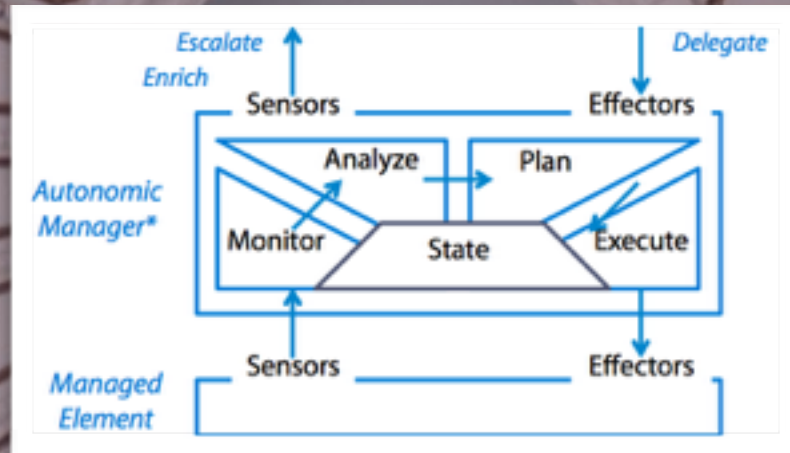 Escalate
Delegate
Enrich
Sensors
Effectors
Analyze
Plan
Autonomic
Manager*
Monitor
State
Execute
Sensors
Effectors
Managed
Element